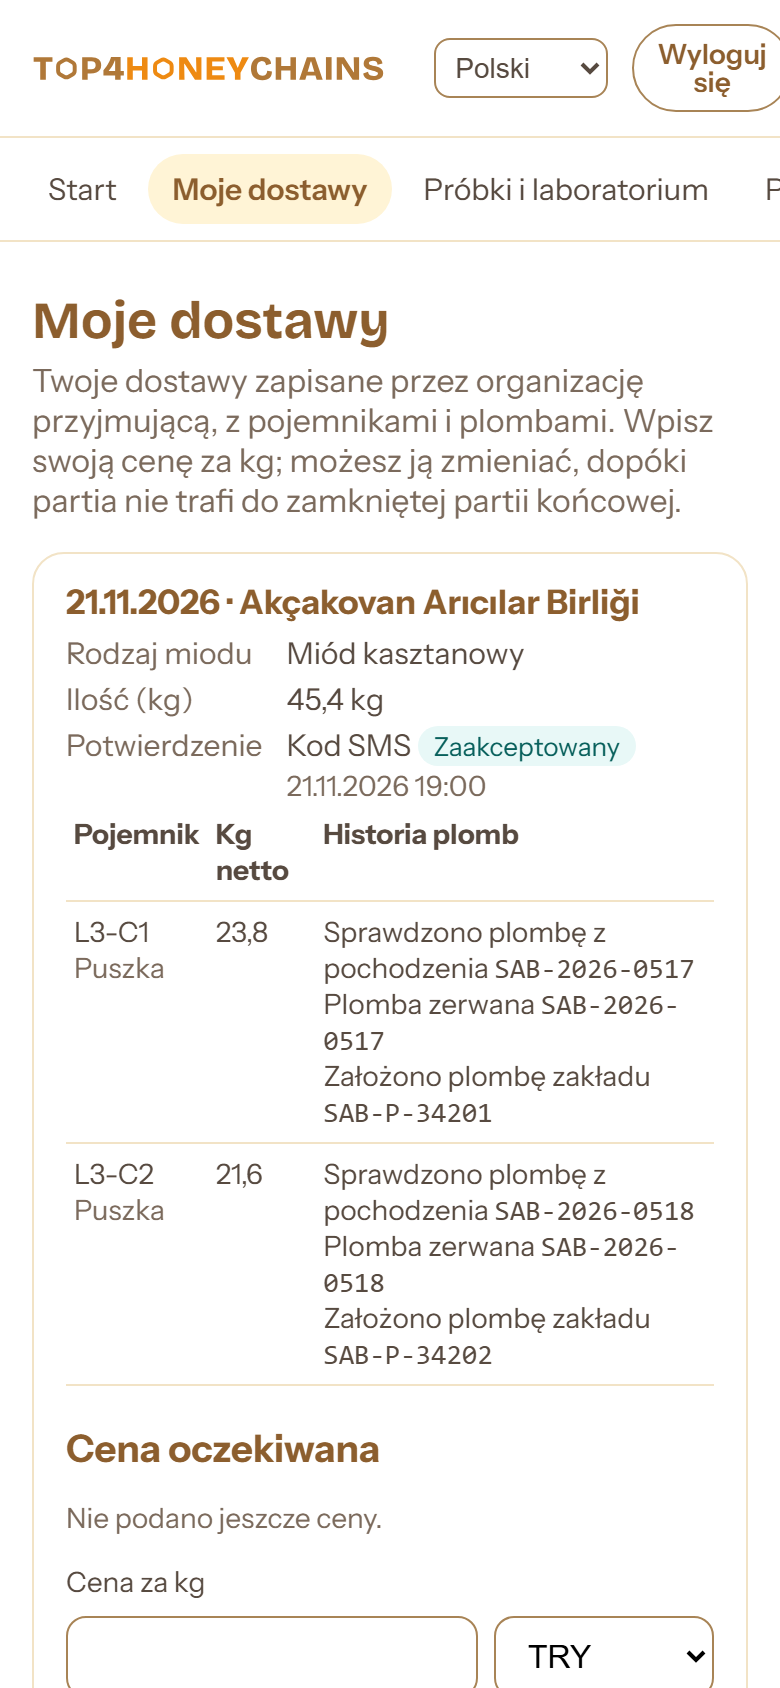 TOP4HONEYCHAINS
Polski
Wyloguj
się
Start
Moje dostawy
Próbki i laboratorium
P
Moje dostawy
Twoje dostawy zapisane przez organizację
przyjmującą, z pojemnikami i plombami. Wpisz
swoją cenę za kg; możesz ją zmieniać, dopóki
partia nie trafi do zamkniętej partii końcowej.
21.11.2026 · Akçakovan Arıcılar Birliği
Rodzaj miodu Miód kasztanowy
Ilość (kg) 45,4 kg
Potwierdzenie Kod SMS Zaakceptowany
21.11.2026 19:00
Pojemnik Kg Historia plomb
netto
L3-C1 23,8 Sprawdzono plombę z
Puszka pochodzenia SAB-2026-0517
Plomba zerwana SAB-2026-
0517
Założono plombę zakładu
SAB-P-34201
L3-C2 21,6 Sprawdzono plombę z
Puszka pochodzenia SAB-2026-0518
Plomba zerwana SAB-2026-
0518
Założono plombę zakładu
SAB-P-34202
Cena oczekiwana
Nie podano jeszcze ceny.
Cena za kg
TRY